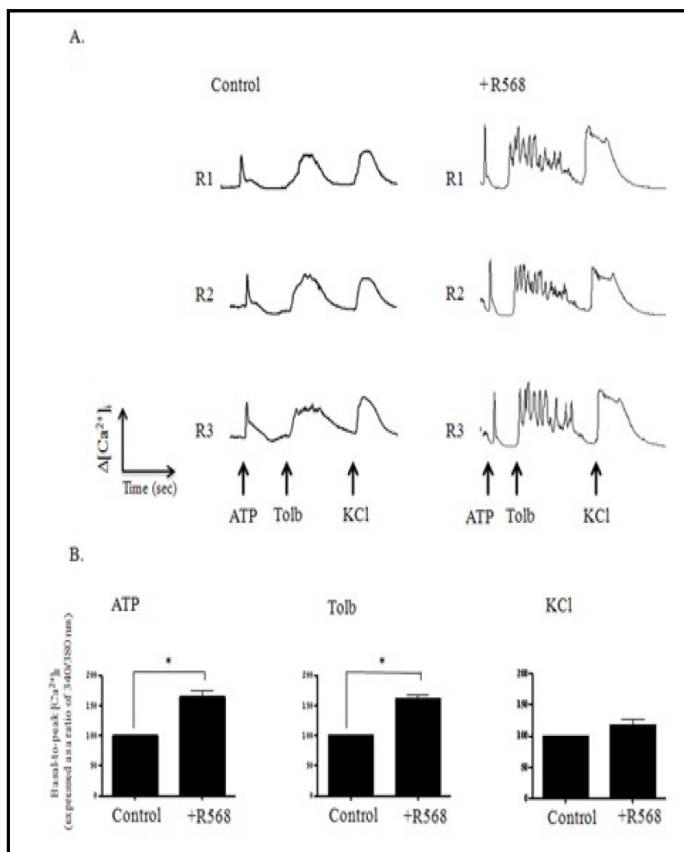 A.
Control +R568
R1 R1
R2 R2
R3 R3
Δ[Ca²⁺]i
Time (sec)
ATP Tolb KCl ATP Tolb KCl
B.
ATP Tolb KCl
Basal-to-peak [Ca²⁺]i
(expressed as a ratio of 340/380 nm)
* *
200 200 200
150 150 150
100 100 100
50 50 50
0 0 0
Control +R568 Control +R568 Control +R568